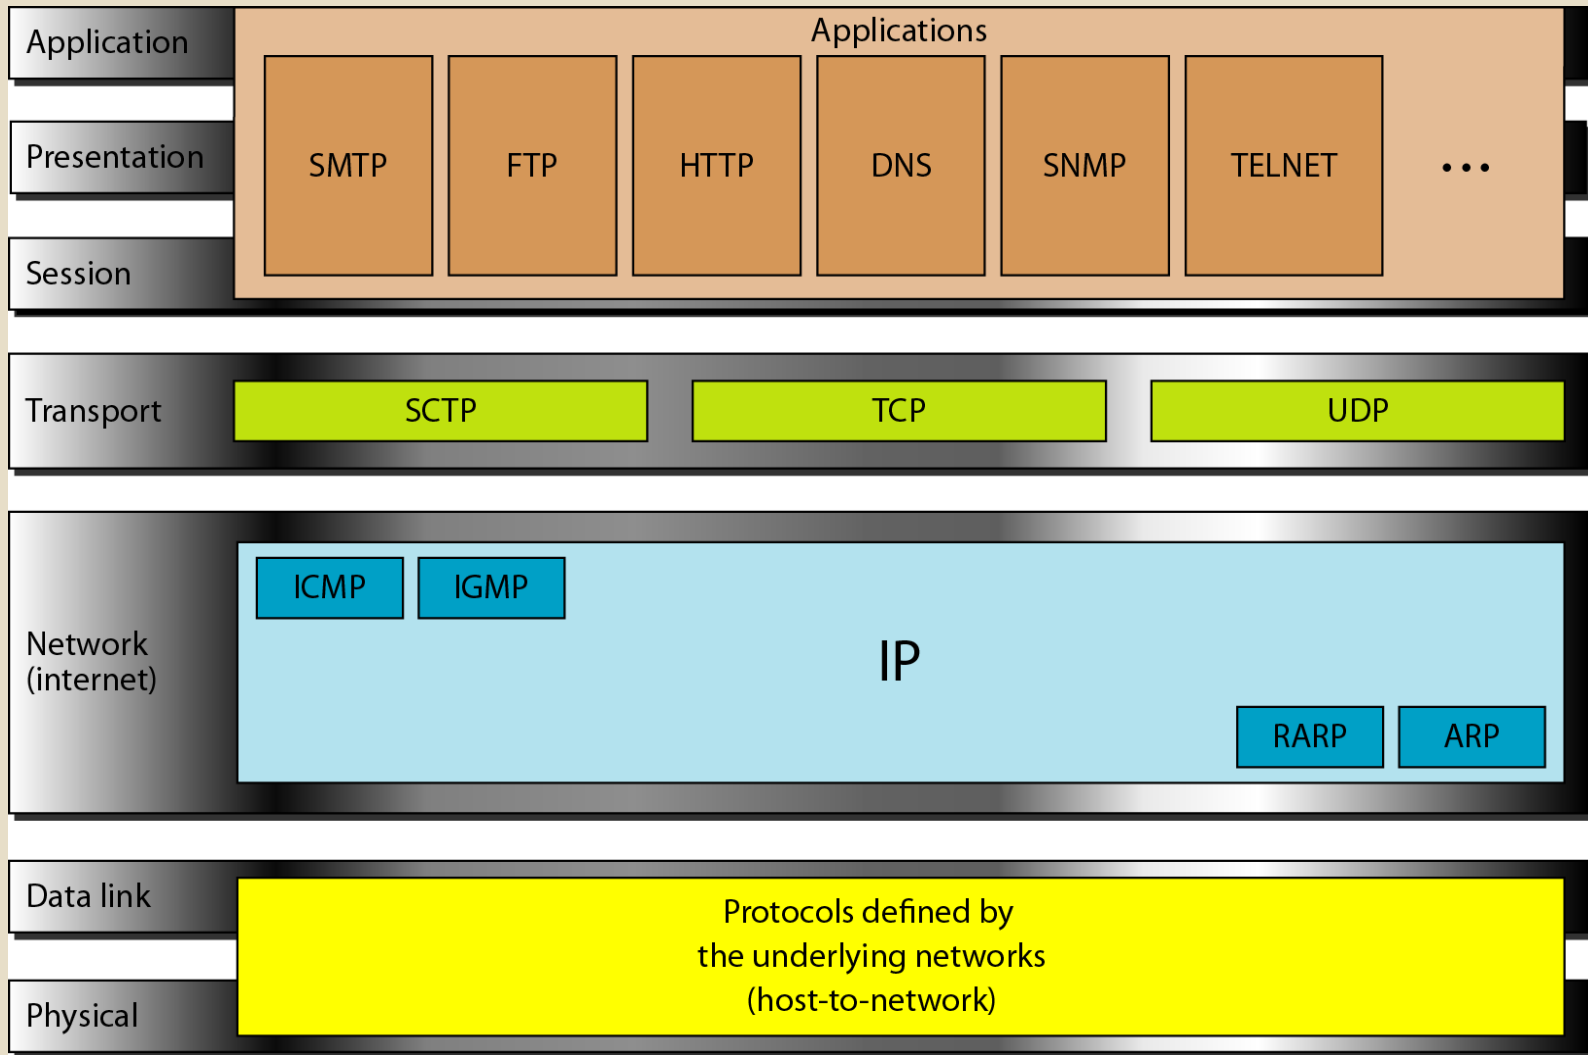 Application
Applications
Presentation
SMTP
FTP
HTTP
DNS
SNMP
TELNET
...
Session
Transport
SCTP
TCP
UDP
Network
(internet)
ICMP
IGMP
IP
RARP
ARP
Data link
Protocols defined by
the underlying networks
(host-to-network)
Physical